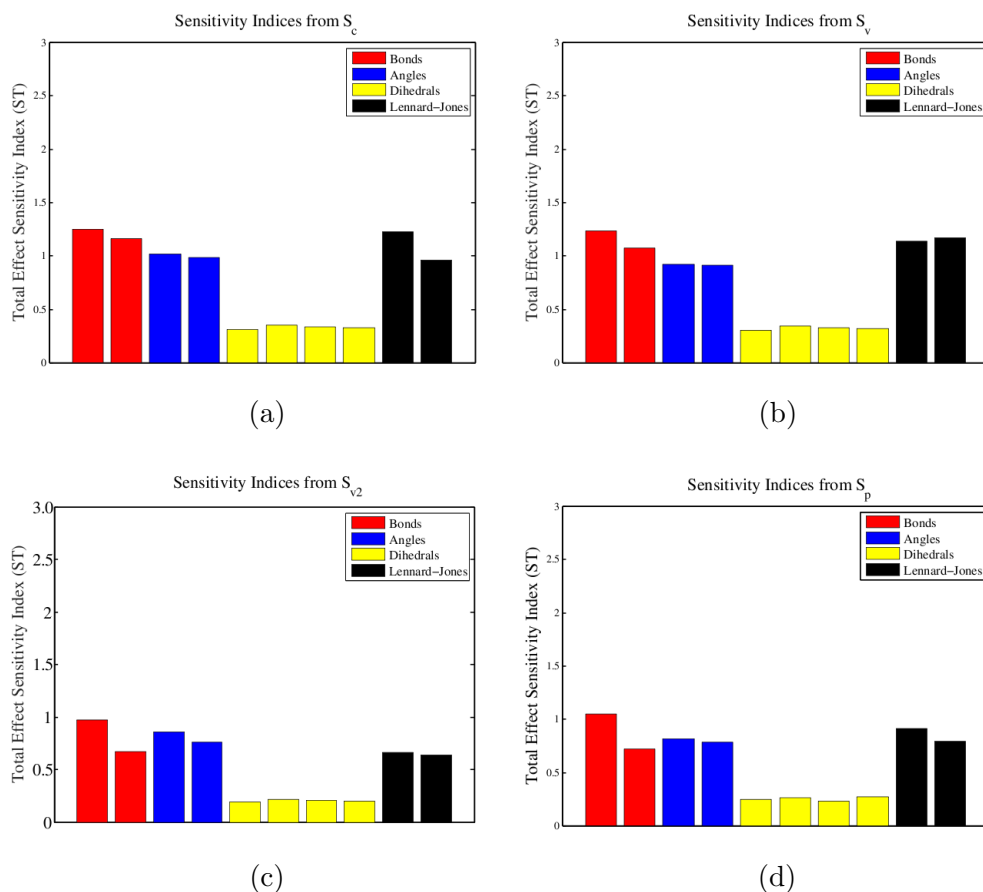 Sensitivity Indices from S_c
Total Effect Sensitivity Index (ST)
3
2.5
2
1.5
1
0.5
0
Bonds
Angles
Dihedrals
Lennard-Jones
(a)
Sensitivity Indices from S_v
Total Effect Sensitivity Index (ST)
3
2.5
2
1.5
1
0.5
0
Bonds
Angles
Dihedrals
Lennard-Jones
(b)
Sensitivity Indices from S_v2
Total Effect Sensitivity Index (ST)
3.0
2.5
2
1.5
1
0.5
0
Bonds
Angles
Dihedrals
Lennard-Jones
(c)
Sensitivity Indices from S_p
Total Effect Sensitivity Index (ST)
3
2.5
2
1.5
1
0.5
0
Bonds
Angles
Dihedrals
Lennard-Jones
(d)